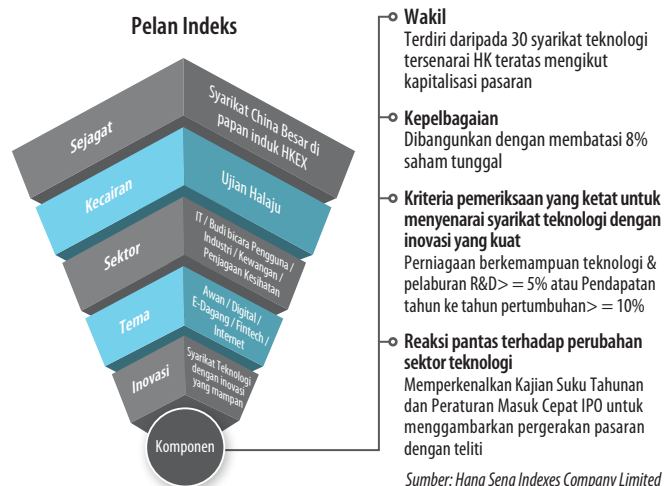 Pelan Indeks
Sejagat
Syarikat China Besar di
papan induk HKEX
Kecairan
Ujian Halaju
Sektor
IT / Budi bicara Pengguna /
Industri / Kewangan /
Penjagaan Kesihatan
Tema
Awan / Digital /
E-Dagang / Fintech /
Internet
Inovasi
Syarikat Teknologi
dengan inovasi
yang mampan
Komponen
Wakil
Terdiri daripada 30 syarikat teknologi
tersenarai HK teratas mengikut
kapitalisasi pasaran
Kepelbagaian
Dibangunkan dengan membatasi 8%
saham tunggal
Kriteria pemeriksaan yang ketat untuk
menyenarai syarikat teknologi dengan
inovasi yang kuat
Perniagaan berkemampuan teknologi &
pelaburan R&D> = 5% atau Pendapatan
tahun ke tahun pertumbuhan> = 10%
Reaksi pantas terhadap perubahan
sektor teknologi
Memperkenalkan Kajian Suku Tahunan
dan Peraturan Masuk Cepat IPO untuk
menggambarkan pergerakan pasaran
dengan teliti
Sumber: Hang Seng Indexes Company Limited